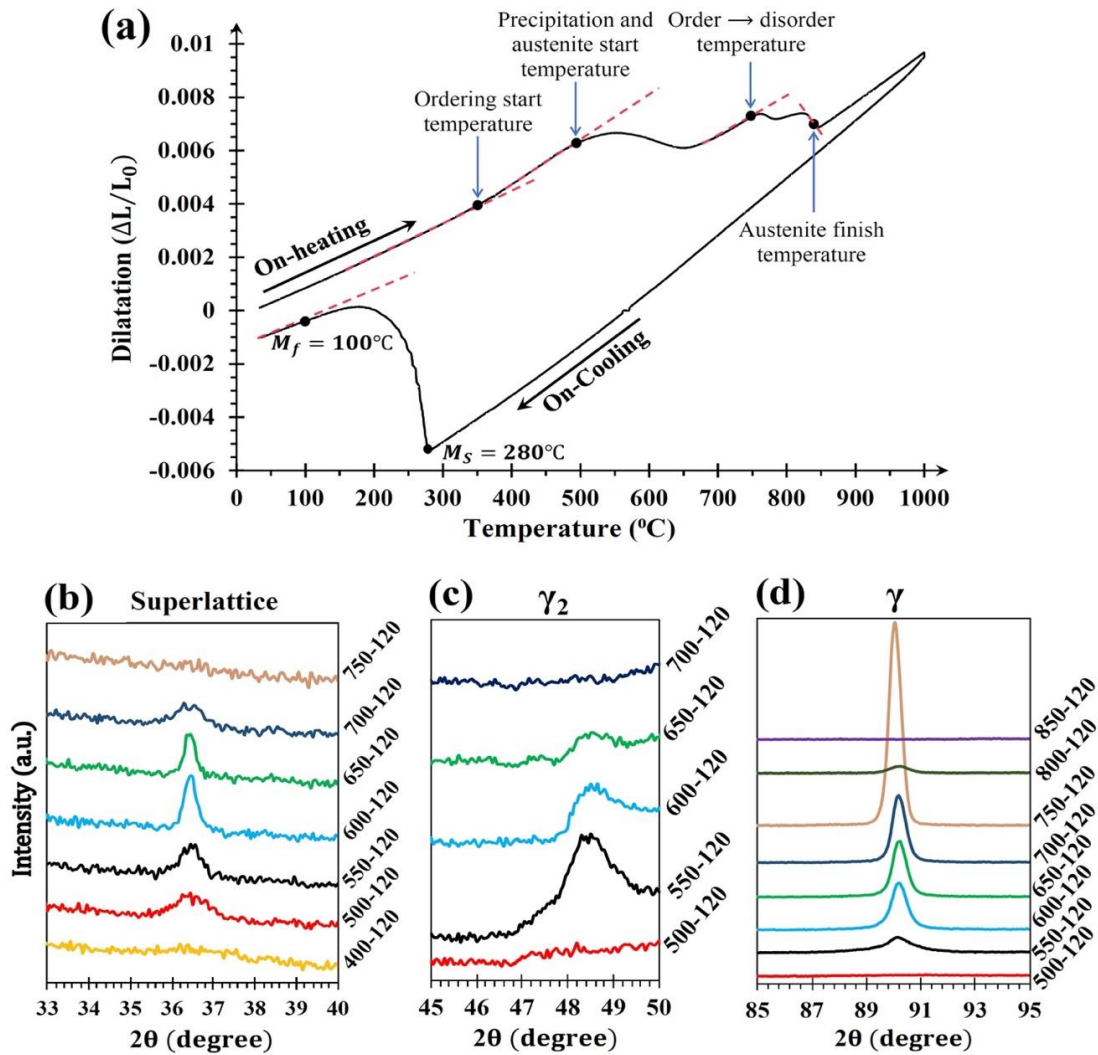 (a)
Precipitation and
austenite start
temperature
Order → disorder
temperature
Ordering start
temperature
Austenite finish
temperature
On-heating
On-Cooling
M_f = 100℃
M_S = 280℃
Dilatation (ΔL/L₀)
0.01
0.008
0.006
0.004
0.002
0
-0.002
-0.004
-0.006
0 100 200 300 400 500 600 700 800 900 1000
Temperature (⁰C)
(b)
Superlattice
Intensity (a.u.)
750-120
700-120
650-120
600-120
550-120
500-120
400-120
33 34 35 36 37 38 39 40
2θ (degree)
(c)
γ₂
700-120
650-120
600-120
550-120
500-120
45 46 47 48 49 50
2θ (degree)
(d)
γ
850-120
800-120
750-120
700-120
650-120
600-120
550-120
500-120
85 87 89 91 93 95
2θ (degree)